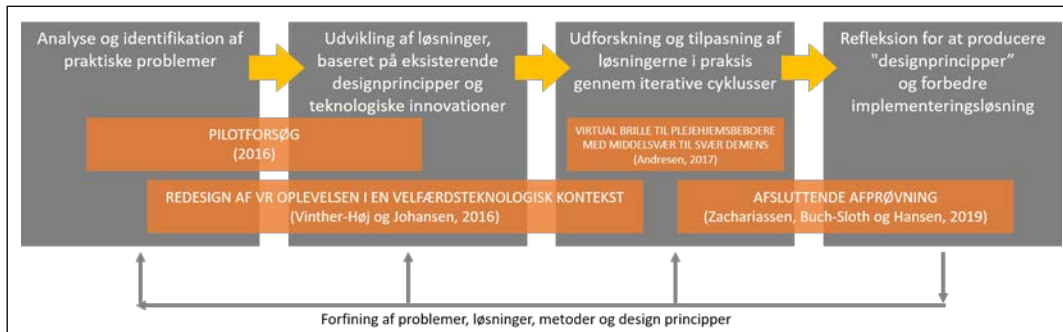 Analyse og identifikation af
praktiske problemer
Udvikling af løsninger,
baseret på eksisterende
designprincipper og
teknologiske innovationer
Udforskning og tilpasning af
løsningerne i praksis
gennem iterative cyklusser
Refleksion for at producere
"designprincipper”
og forbedre
implementeringsløsning
PILOTFORSØG
(2016)
VIRTUAL BRILLE TIL PLEJEHJEMSBEBOERE
MED MIDDELSVÆR TIL SVÆR DEMENS
(Andresen, 2017)
REDESIGN AF VR OPLEVELSEN I EN VELFÆRDSTEKNOLOGISK KONTEKST
(Vinther-Høj og Johansen, 2016)
AFSLUTTENDE AFPRØVNING
(Zachariassen, Buch-Sloth og Hansen, 2019)
Forfining af problemer, løsninger, metoder og design principper